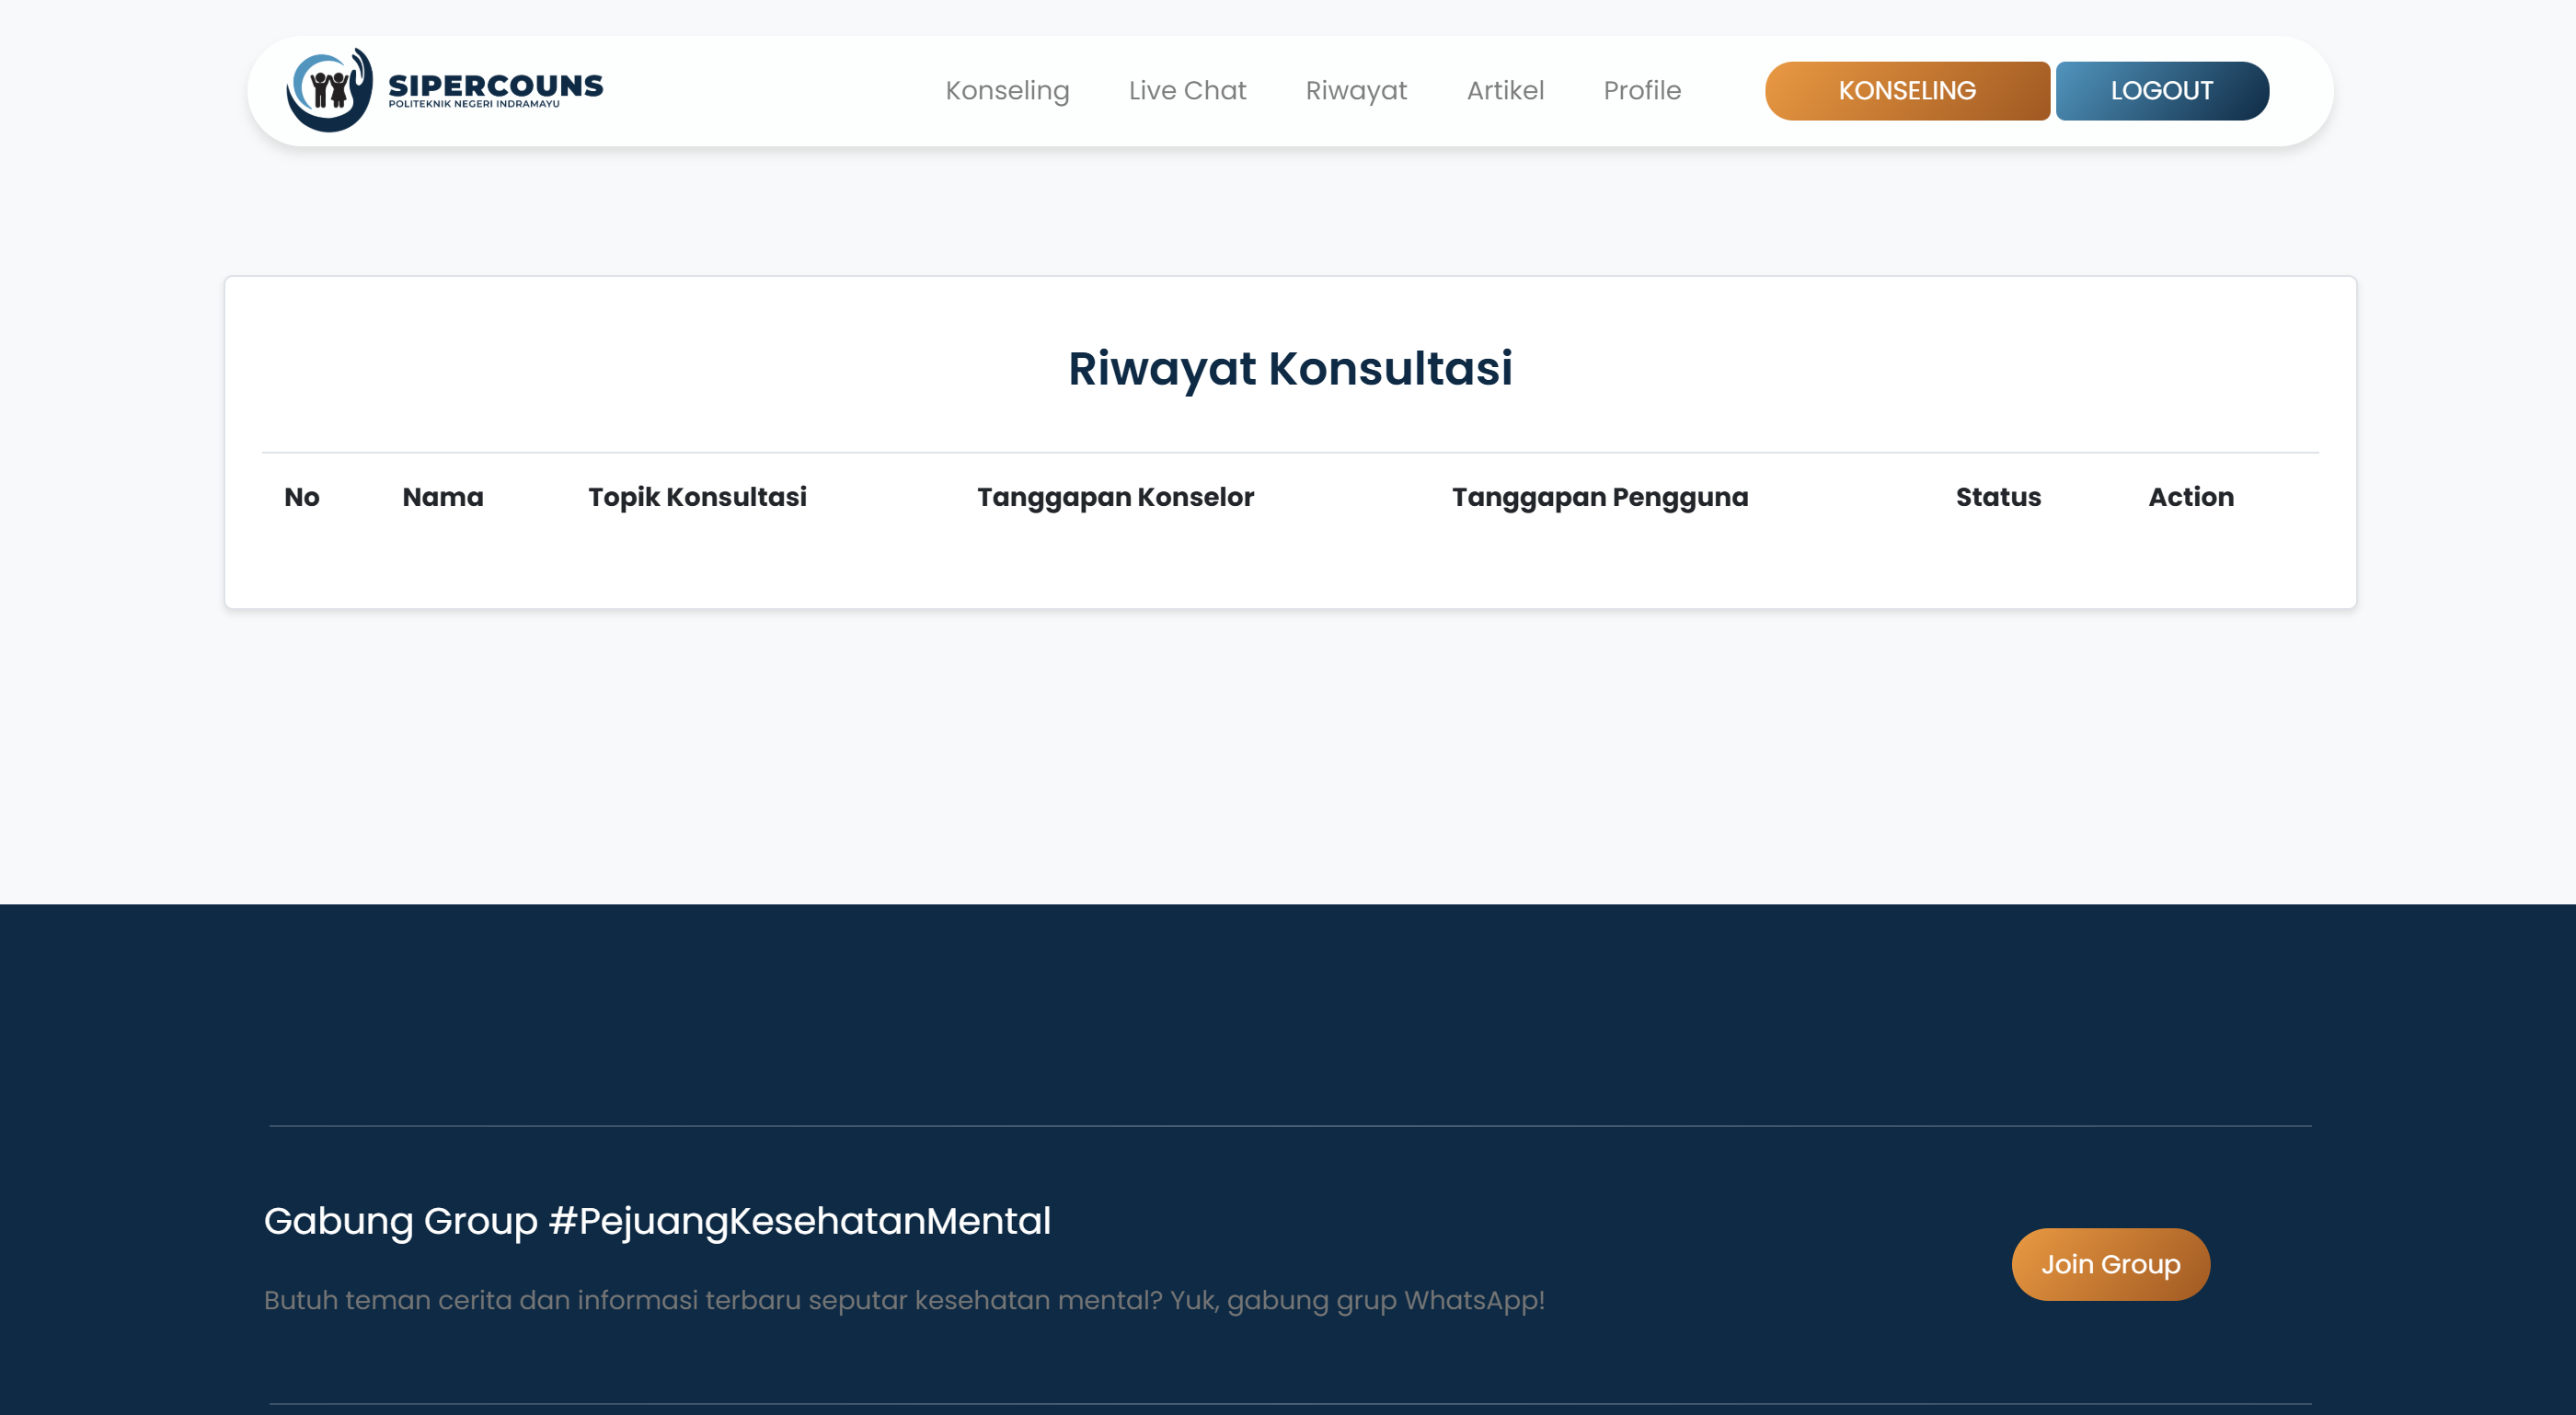 SIPERCOUNS
POLITEKNIK NEGERI INDRAMAYU
Konseling Live Chat Riwayat Artikel Profile KONSELING LOGOUT
Riwayat Konsultasi
No Nama Topik Konsultasi Tanggapan Konselor Tanggapan Pengguna Status Action
Gabung Group #PejuangKesehatanMental
Butuh teman cerita dan informasi terbaru seputar kesehatan mental? Yuk, gabung grup WhatsApp!
Join Group